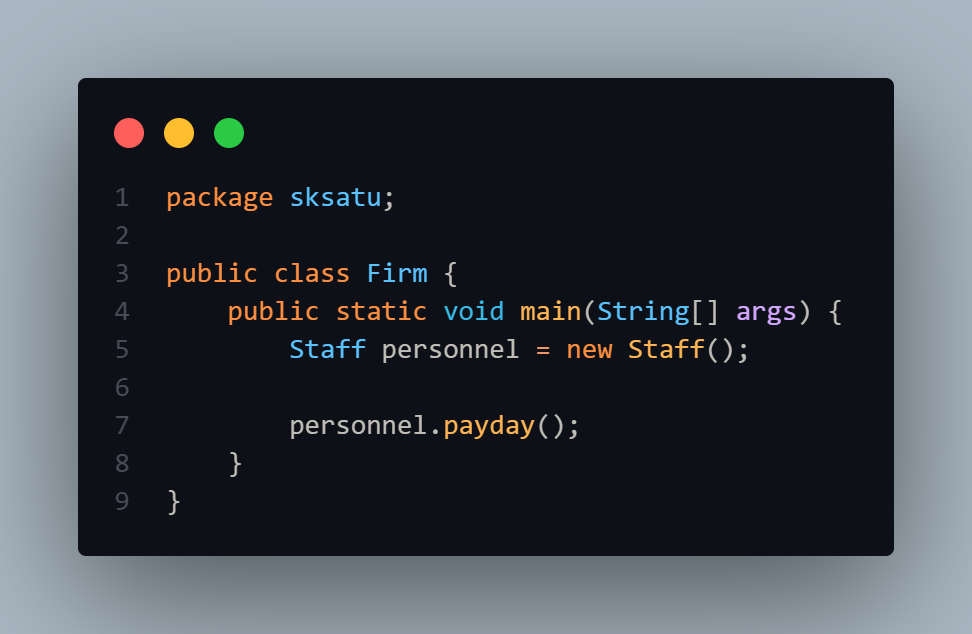 1 package sksatu;
2
3 public class Firm {
4     public static void main(String[] args) {
5         Staff personnel = new Staff();
6
7         personnel.payday();
8     }
9 }